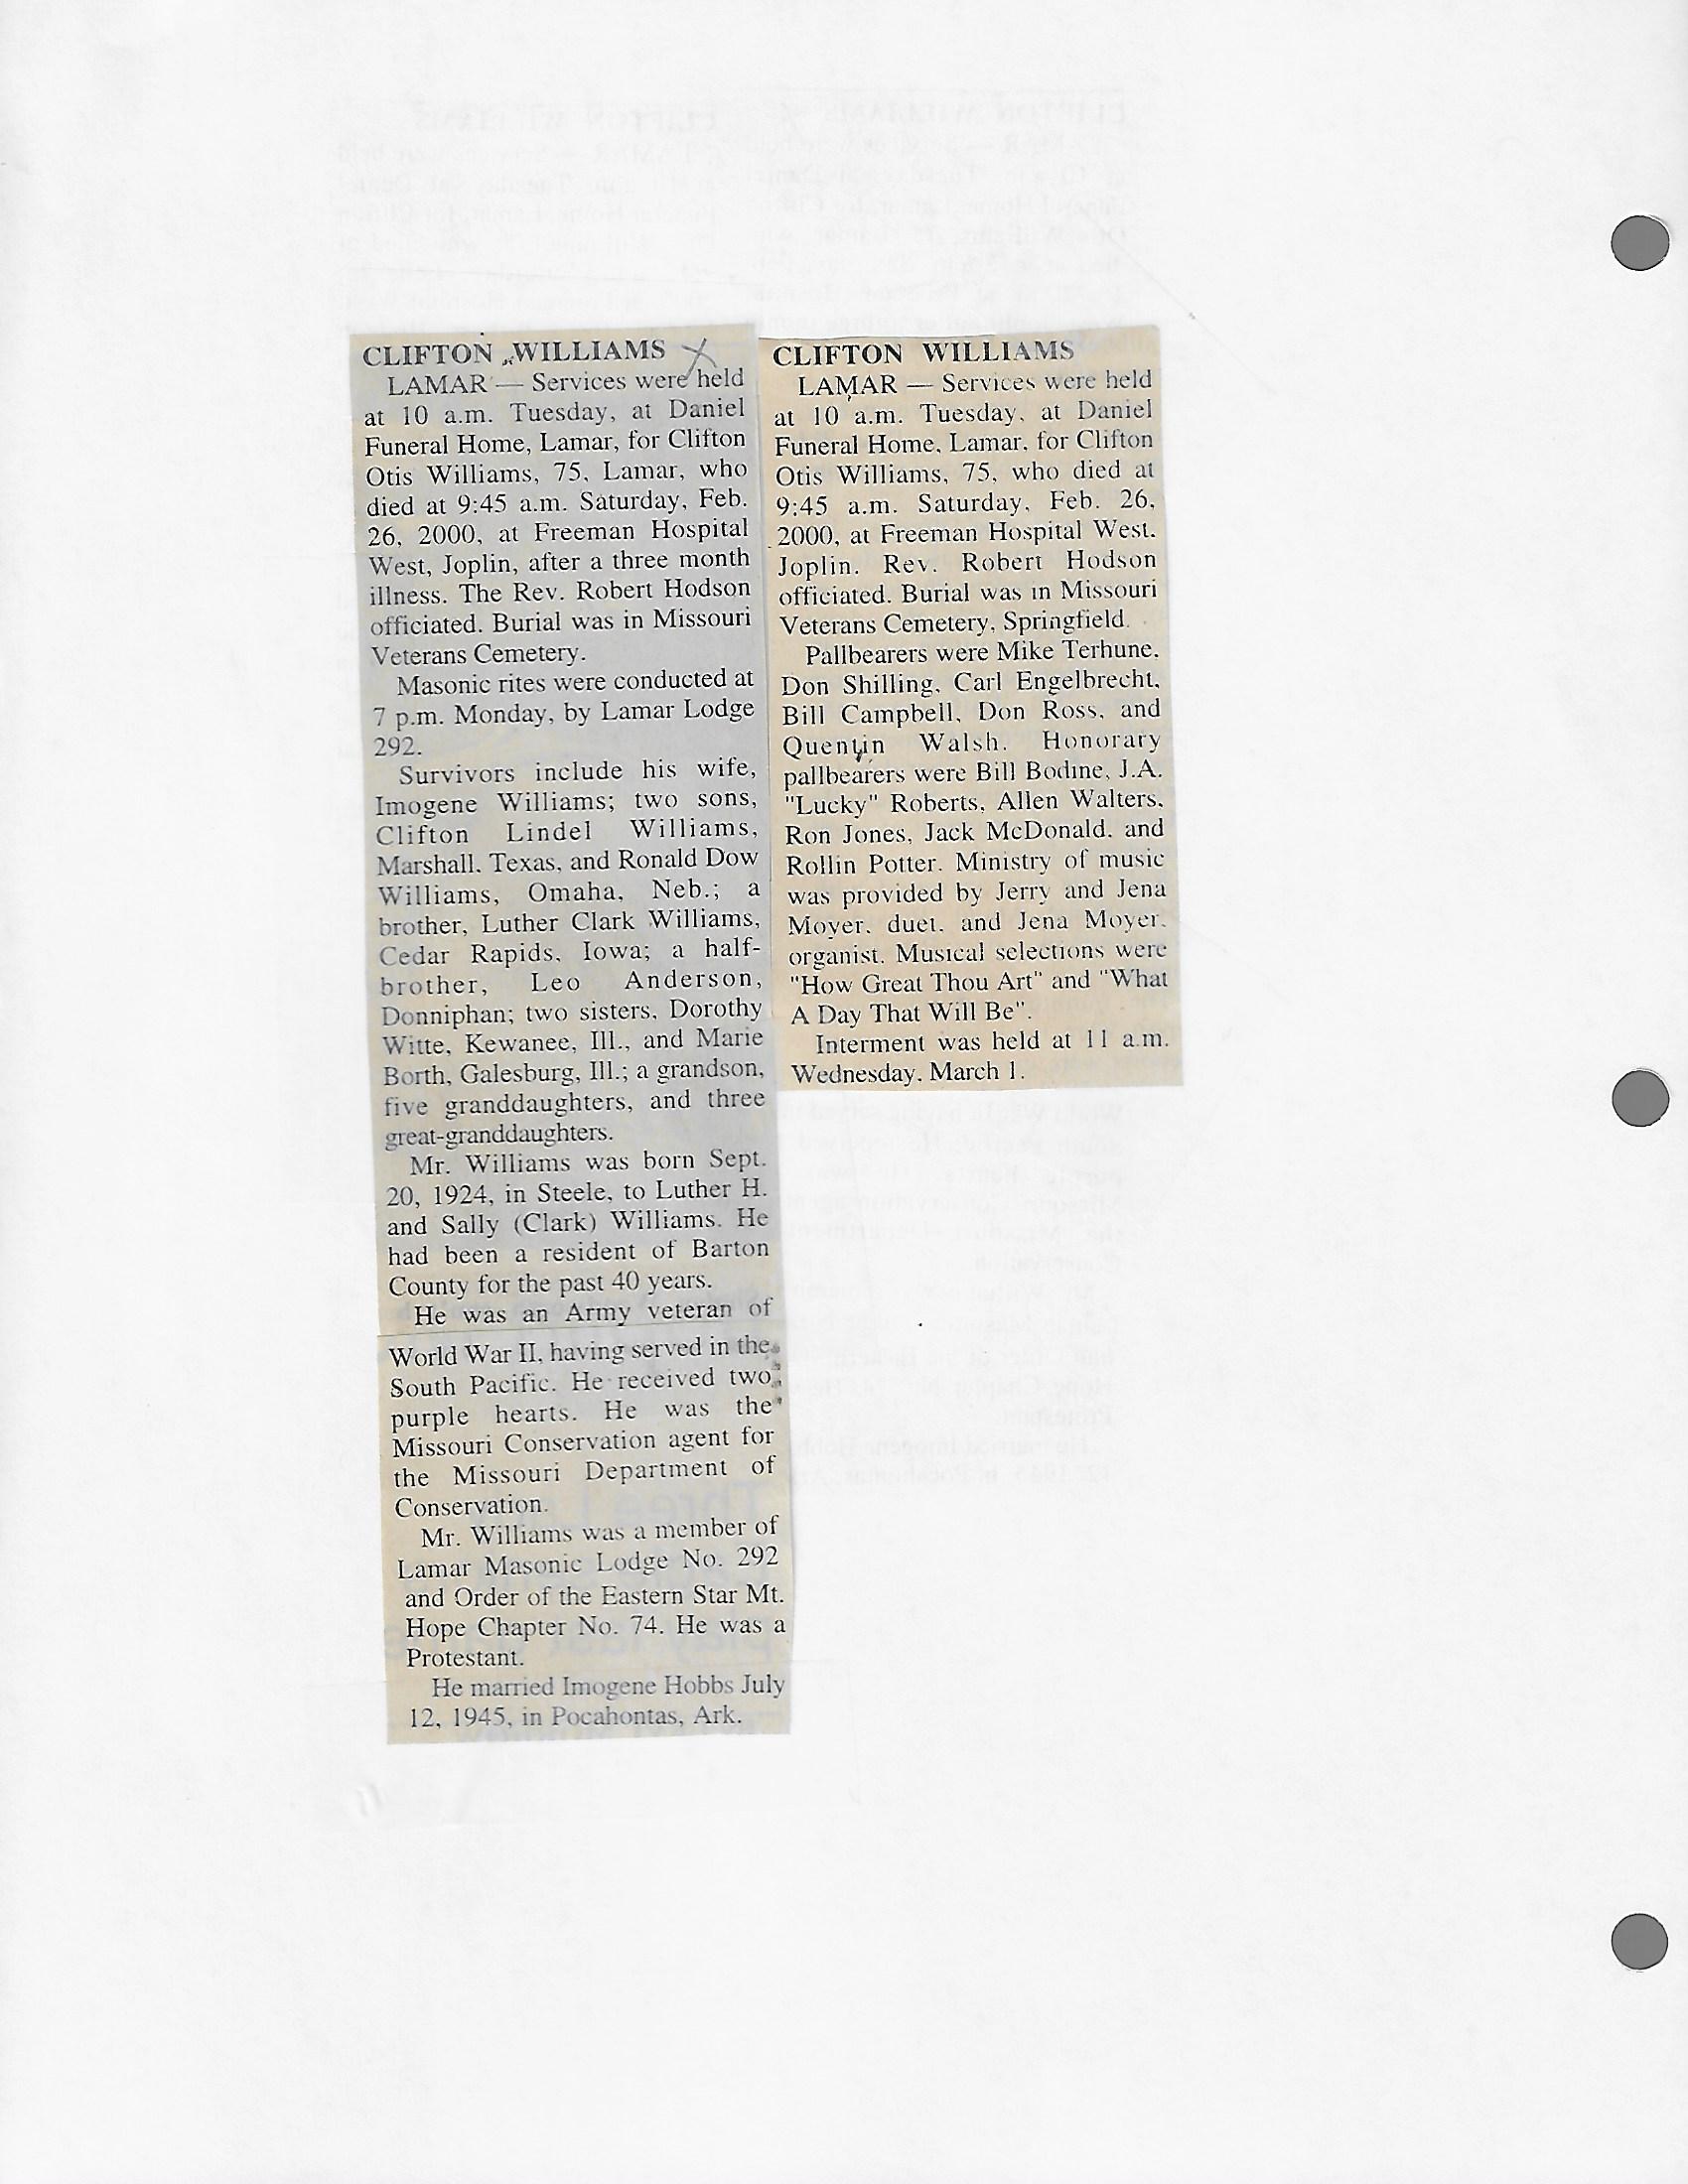 CLIFTON WILLIAMS
LAMAR — Services were held
at 10 a.m. Tuesday, at Daniel
Funeral Home, Lamar, for Clifton
Otis Williams, 75, Lamar, who
died at 9:45 a.m. Saturday, Feb.
26, 2000, at Freeman Hospital
West, Joplin, after a three month
illness. The Rev. Robert Hodson
officiated. Burial was in Missouri
Veterans Cemetery.
Masonic rites were conducted at
7 p.m. Monday, by Lamar Lodge
292.
Survivors include his wife,
Imogene Williams; two sons,
Clifton Lindel Williams,
Marshall, Texas, and Ronald Dow
Williams, Omaha, Neb.; a
brother, Luther Clark Williams,
Cedar Rapids, Iowa; a half-
brother, Leo Anderson,
Donniphan; two sisters, Dorothy
Witte, Kewanee, Ill., and Marie
Borth, Galesburg, Ill.; a grandson,
five granddaughters, and three
great-granddaughters.
Mr. Williams was born Sept.
20, 1924, in Steele, to Luther H.
and Sally (Clark) Williams. He
had been a resident of Barton
County for the past 40 years.
He was an Army veteran of
World War II, having served in the
South Pacific. He received two
purple hearts. He was the
Missouri Conservation agent for
the Missouri Department of
Conservation.
Mr. Williams was a member of
Lamar Masonic Lodge No. 292
and Order of the Eastern Star Mt.
Hope Chapter No. 74. He was a
Protestant.
He married Imogene Hobbs July
12, 1945, in Pocahontas, Ark.
CLIFTON WILLIAMS
LAMAR — Services were held
at 10 a.m. Tuesday, at Daniel
Funeral Home, Lamar, for Clifton
Otis Williams, 75, who died at
9:45 a.m. Saturday, Feb. 26,
2000, at Freeman Hospital West,
Joplin. Rev. Robert Hodson
officiated. Burial was in Missouri
Veterans Cemetery, Springfield.
Pallbearers were Mike Terhune,
Don Shilling, Carl Engelbrecht,
Bill Campbell, Don Ross, and
Quentin Walsh. Honorary
pallbearers were Bill Bodine, J.A.
"Lucky" Roberts, Allen Walters,
Ron Jones, Jack McDonald, and
Rollin Potter. Ministry of music
was provided by Jerry and Jena
Moyer, duet, and Jena Moyer,
organist. Musical selections were
"How Great Thou Art" and "What
A Day That Will Be".
Interment was held at 11 a.m.
Wednesday, March 1.